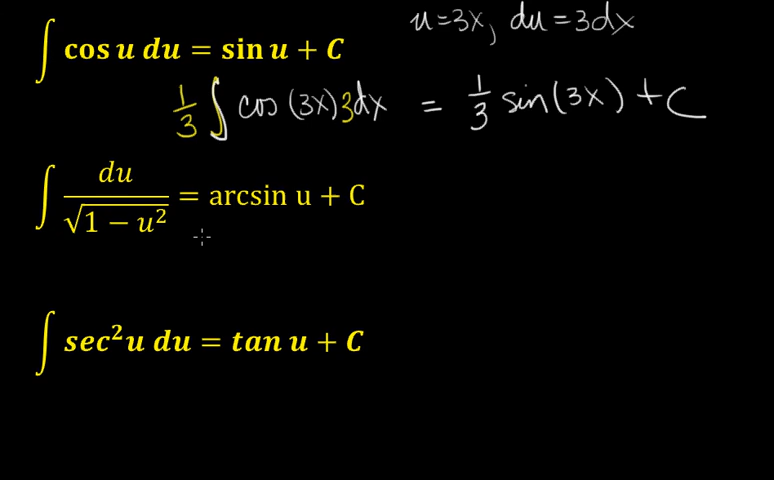 u = 3x, du = 3dx
∫ cos u du = sin u + C
1/3 ∫ cos (3x) 3dx = 1/3 sin(3x) + C
∫ du/√(1 − u²) = arcsin u + C
∫ sec²u du = tan u + C